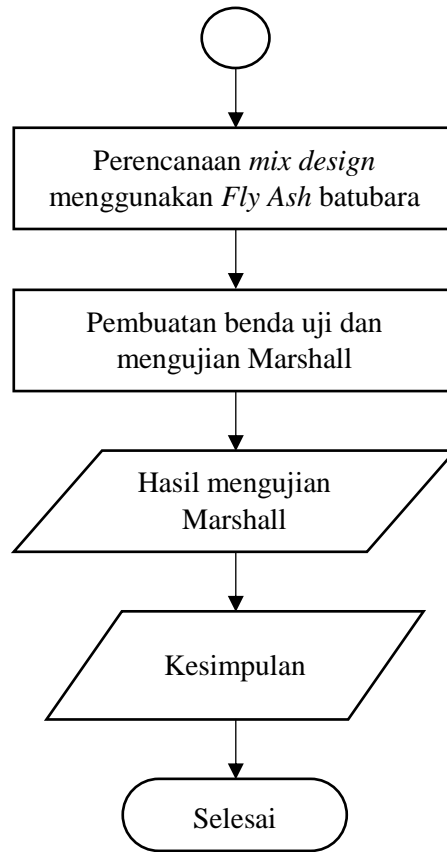 Perencanaan mix design
menggunakan Fly Ash batubara
Pembuatan benda uji dan
mengujian Marshall
Hasil mengujian
Marshall
Kesimpulan
Selesai